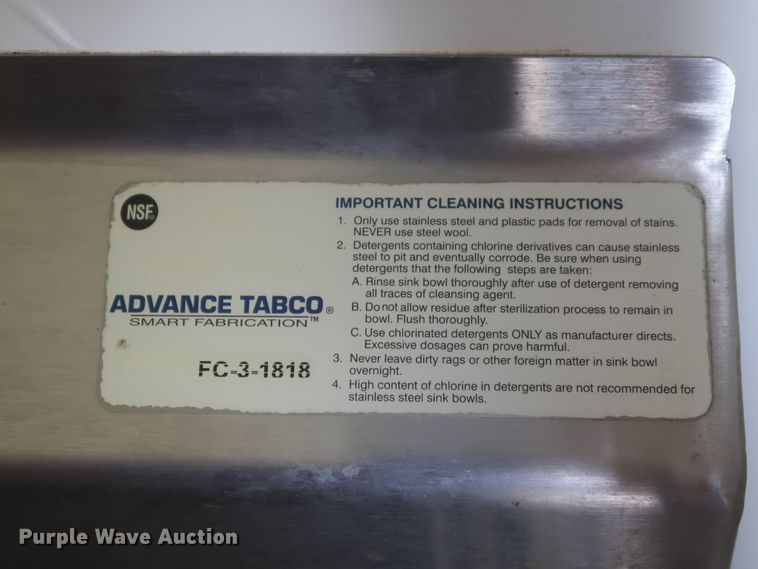 NSF®
IMPORTANT CLEANING INSTRUCTIONS
1. Only use stainless steel and plastic pads for removal of stains.
NEVER use steel wool.
2. Detergents containing chlorine derivatives can cause stainless
steel to pit and eventually corrode. Be sure when using
detergents that the following steps are taken:
A. Rinse sink bowl thoroughly after use of detergent removing
all traces of cleansing agent.
B. Do not allow residue after sterilization process to remain in
bowl. Flush thoroughly.
C. Use chlorinated detergents ONLY as manufacturer directs.
Excessive dosages can prove harmful.
3. Never leave dirty rags or other foreign matter in sink bowl
overnight.
4. High content of chlorine in detergents are not recommended for
stainless steel sink bowls.
ADVANCE TABCO®
SMART FABRICATION™
FC-3-1818
Purple Wave Auction